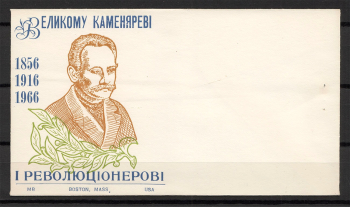 ВЕЛИКОМУ КАМЕНЯРЕВІ
1856
1916
1966
І РЕВОЛЮЦІОНЕРОВІ
BOSTON, MASS. USA